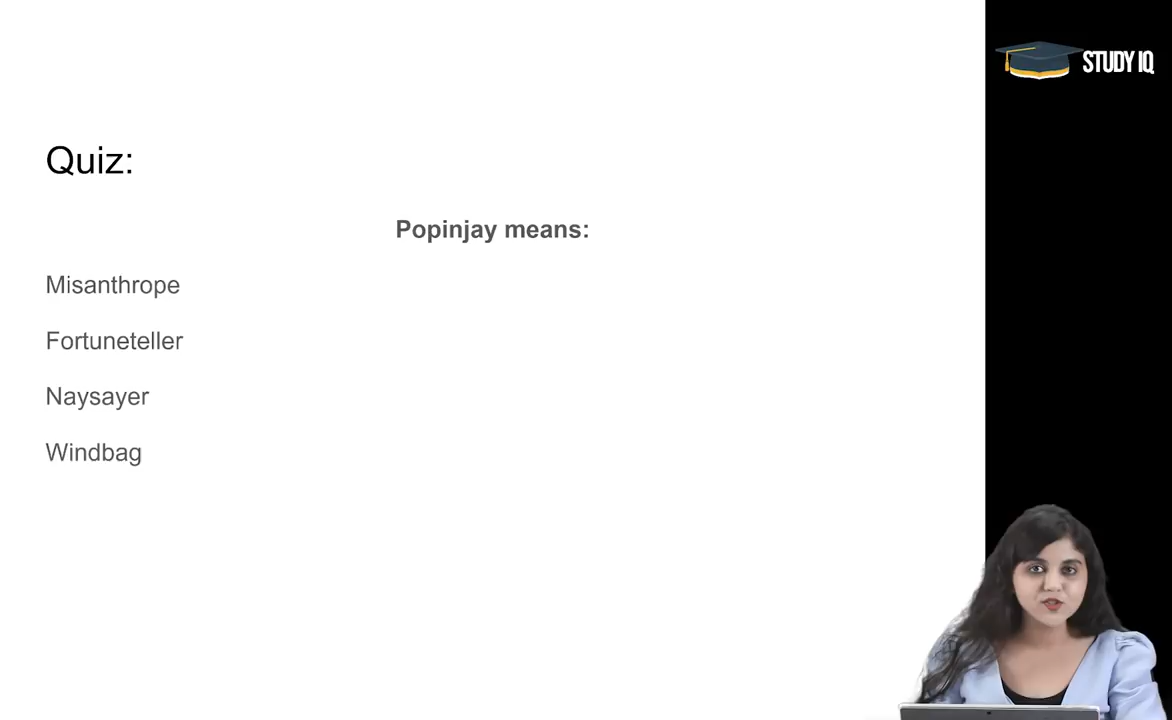 STUDY IQ
Quiz:
Popinjay means:
Misanthrope
Fortuneteller
Naysayer
Windbag